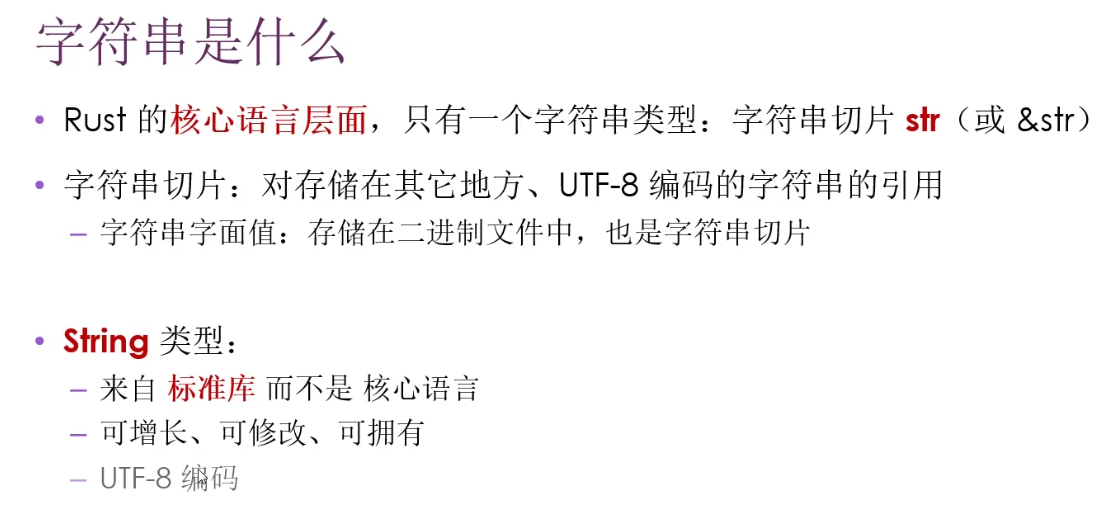 字符串是什么
• Rust 的核心语言层面，只有一个字符串类型：字符串切片 str（或 &str）
• 字符串切片：对存储在其它地方、UTF-8 编码的字符串的引用
– 字符串字面值：存储在二进制文件中，也是字符串切片
• String 类型：
– 来自 标准库 而不是 核心语言
– 可增长、可修改、可拥有
– UTF-8 编码